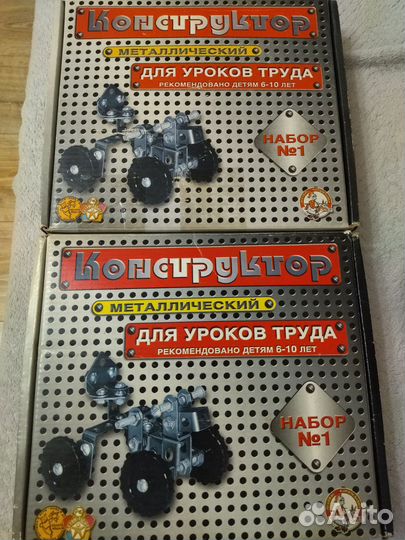 Конструктор
МЕТАЛЛИЧЕСКИЙ
ДЛЯ УРОКОВ ТРУДА
РЕКОМЕНДОВАНО ДЕТЯМ 6-10 ЛЕТ
НАБОР
№1
Конструктор
МЕТАЛЛИЧЕСКИЙ
ДЛЯ УРОКОВ ТРУДА
РЕКОМЕНДОВАНО ДЕТЯМ 6-10 ЛЕТ
НАБОР
№1
Avito